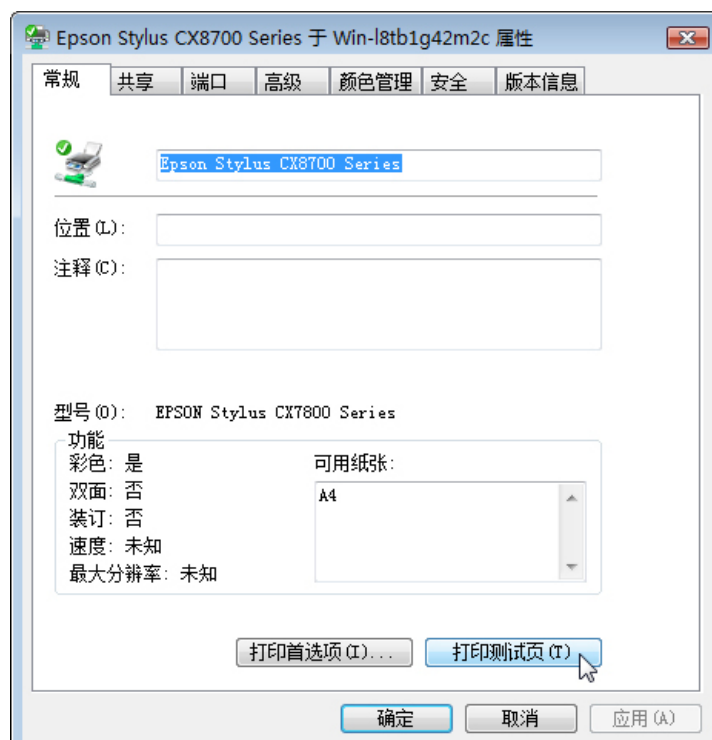 Epson Stylus CX8700 Series 于 Win-l8tb1g42m2c 属性
常规 共享 端口 高级 颜色管理 安全 版本信息
Epson Stylus CX8700 Series
位置(L):
注释(C):
型号(O): EPSON Stylus CX7800 Series
功能
彩色: 是 可用纸张:
双面: 否 A4
装订: 否
速度: 未知
最大分辨率: 未知
打印首选项(I)... 打印测试页(T)
确定 取消 应用(A)